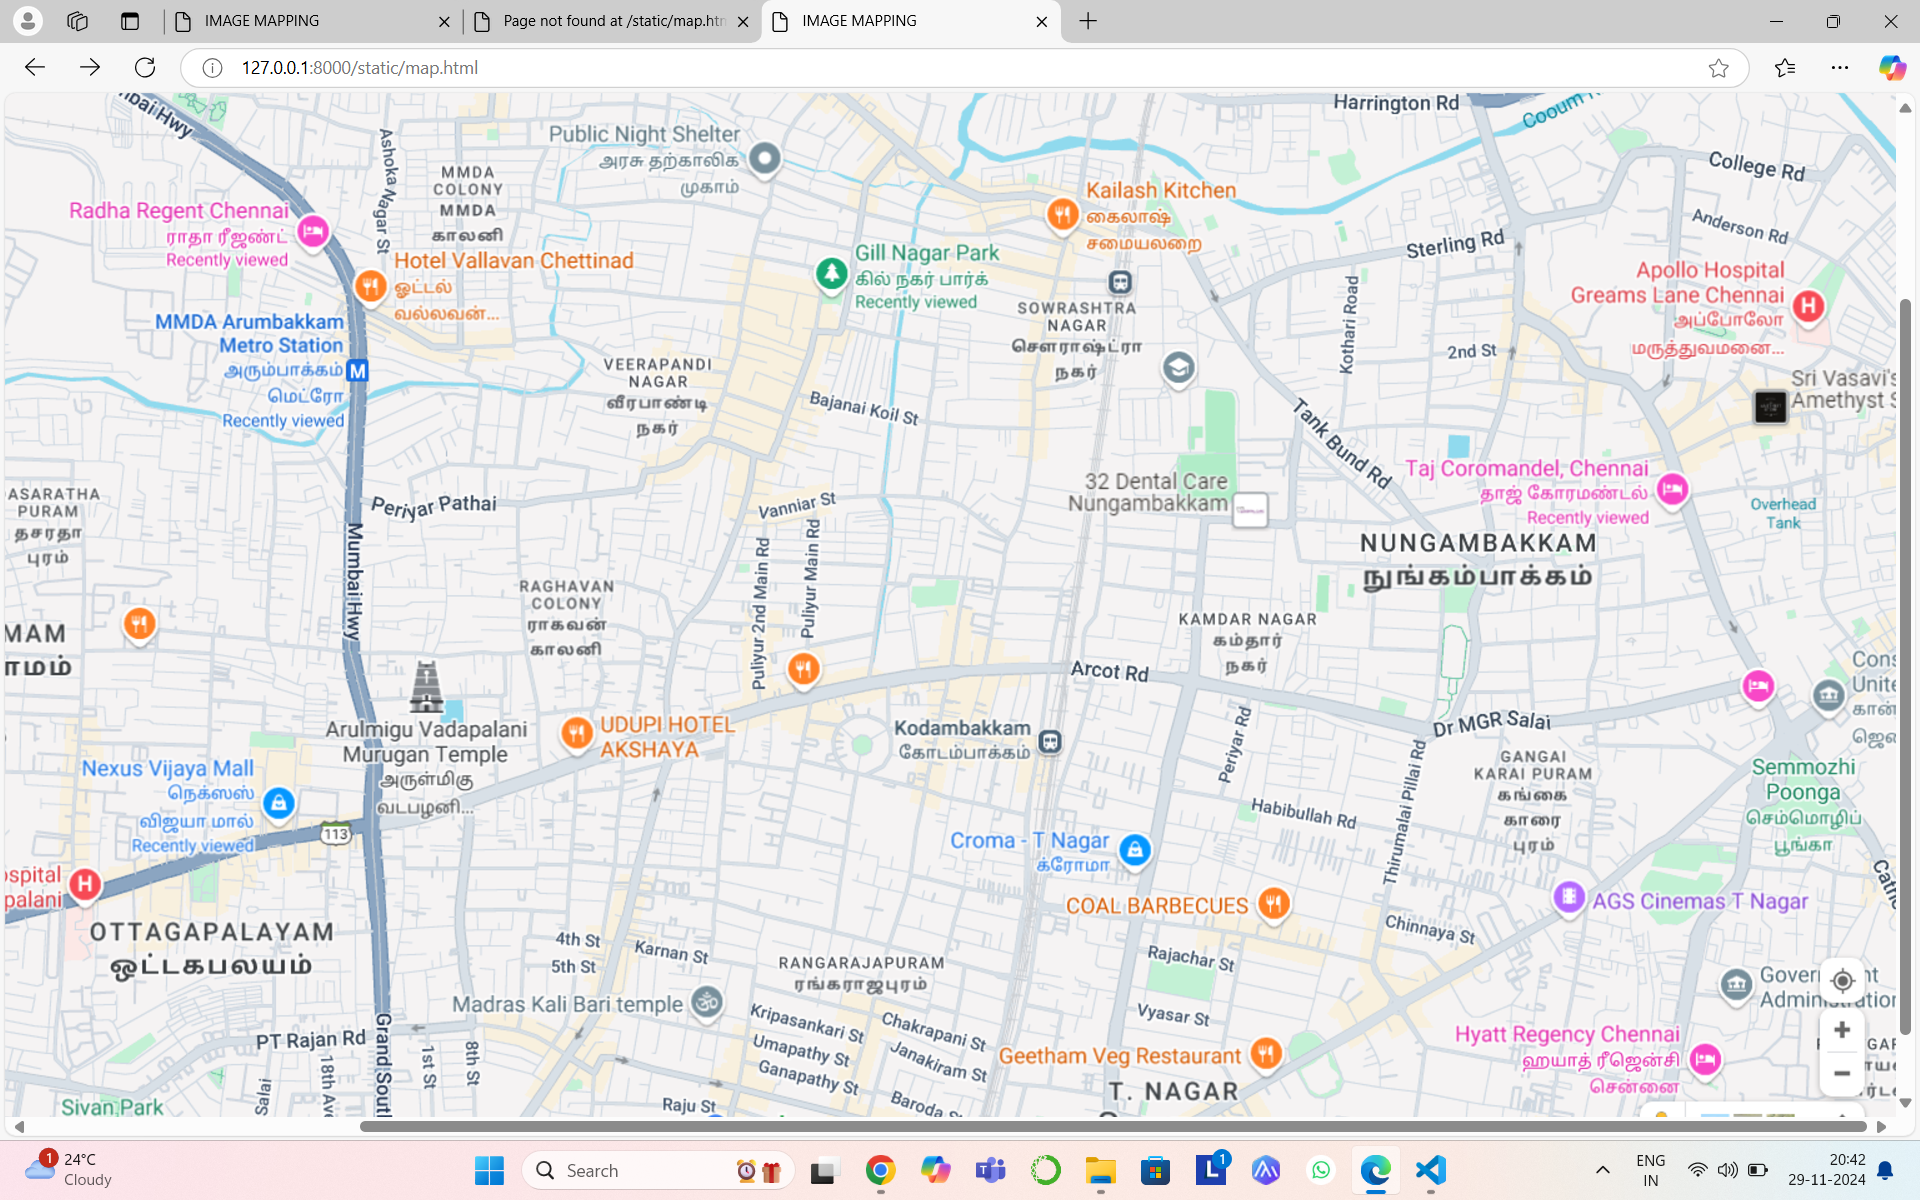 IMAGE MAPPING
Page not found at /static/map.htm
IMAGE MAPPING
127.0.0.1:8000/static/map.html
Harrington Rd
Mumbai Hwy
Ashoka Nagar St
Public Night Shelter
அரசு தற்காலிக
முகாம்
MMDA
COLONY
MMDA
காலனி
College Rd
Kailash Kitchen
கைலாஷ்
சமையலறை
Radha Regent Chennai
ராதா ரீஜண்ட்
Recently viewed
Anderson Rd
Sterling Rd
Hotel Vallavan Chettinad
ஓட்டல்
வல்லவன்...
Gill Nagar Park
கில் நகர் பார்க்
Recently viewed
Kothari Road
Apollo Hospital
Greams Lane Chennai
அப்போலோ
மருத்துவமனை...
SOWRASHTRA
NAGAR
சௌராஷ்ட்ரா
நகர்
MMDA Arumbakkam
Metro Station
அரும்பாக்கம்
மெட்ரோ
Recently viewed
M
2nd St
VEERAPANDI
NAGAR
வீரபாண்டி
நகர்
Sri Vasavi's
Amethyst S
Bajanai Koil St
Tank Bund Rd
Taj Coromandel, Chennai
தாஜ் கோரமண்டல்
Recently viewed
32 Dental Care
Nungambakkam
ASARATHA
PURAM
தசரதா
புரம்
Periyar Pathai
Vanniar St
Overhead
Tank
Mumbai Hwy
Puliyur 2nd Main Rd
Puliyur Main Rd
NUNGAMBAKKAM
நுங்கம்பாக்கம்
RAGHAVAN
COLONY
ராகவன்
காலனி
KAMDAR NAGAR
கம்தார்
நகர்
MAM
ாமம்
Arcot Rd
Arulmigu Vadapalani
Murugan Temple
அருள்மிகு
வடபழனி...
UDUPI HOTEL
AKSHAYA
Kodambakkam
கோடம்பாக்கம்
Periyar Rd
Dr MGR Salai
Cons
Unite
கான்
ஜென
Nexus Vijaya Mall
நெக்ஸஸ்
விஜயா மால்
Recently viewed
113
Thirumalai Pillai Rd
GANGAI
KARAI PURAM
கங்கை
காரை
புரம்
Semmozhi
Poonga
செம்மொழிப்
பூங்கா
Habibullah Rd
Croma - T Nagar
க்ரோமா
ospital
palani
H
COAL BARBECUES
AGS Cinemas T Nagar
OTTAGAPALAYAM
ஒட்டகபலயம்
4th St
5th St
Karnan St
RANGARAJAPURAM
ரங்கராஜபுரம்
Rajachar St
Chinnaya St
Madras Kali Bari temple
Kripasankari St
Umapathy St
Ganapathy St
Chakrapani St
Janakiram St
Baroda St
Vyasar St
Geetham Veg Restaurant
Hyatt Regency Chennai
ஹயாத் ரீஜென்சி
சென்னை
T. NAGAR
PT Rajan Rd
Grand Sout
1st St
8th St
18th Ave
Salai
Sivan Park
Raju St
24°C
Cloudy
Search
ENG
IN
20:42
29-11-2024